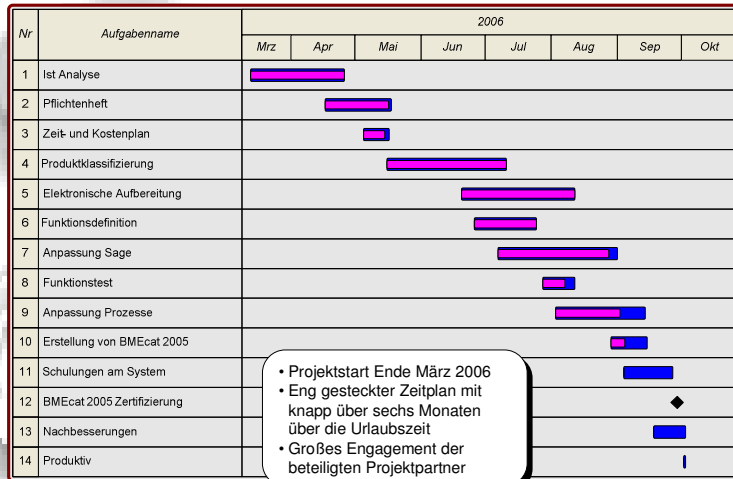 Nr Aufgabenname 2006
Mrz Apr Mai Jun Jul Aug Sep Okt
1 Ist Analyse
2 Pflichtenheft
3 Zeit- und Kostenplan
4 Produktklassifizierung
5 Elektronische Aufbereitung
6 Funktionsdefinition
7 Anpassung Sage
8 Funktionstest
9 Anpassung Prozesse
10 Erstellung von BMEcat 2005
11 Schulungen am System
12 BMEcat 2005 Zertifizierung
13 Nachbesserungen
14 Produktiv
• Projektstart Ende März 2006
• Eng gesteckter Zeitplan mit
knapp über sechs Monaten
über die Urlaubszeit
• Großes Engagement der
beteiligten Projektpartner